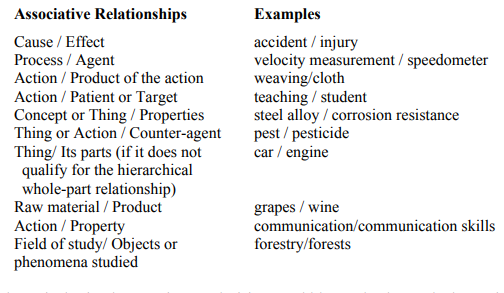 Associative Relationships Examples
Cause / Effect accident / injury
Process / Agent velocity measurement / speedometer
Action / Product of the action weaving/cloth
Action / Patient or Target teaching / student
Concept or Thing / Properties steel alloy / corrosion resistance
Thing or Action / Counter-agent pest / pesticide
Thing/ Its parts (if it does not car / engine
qualify for the hierarchical
whole-part relationship)
Raw material / Product grapes / wine
Action / Property communication/communication skills
Field of study/ Objects or forestry/forests
phenomena studied